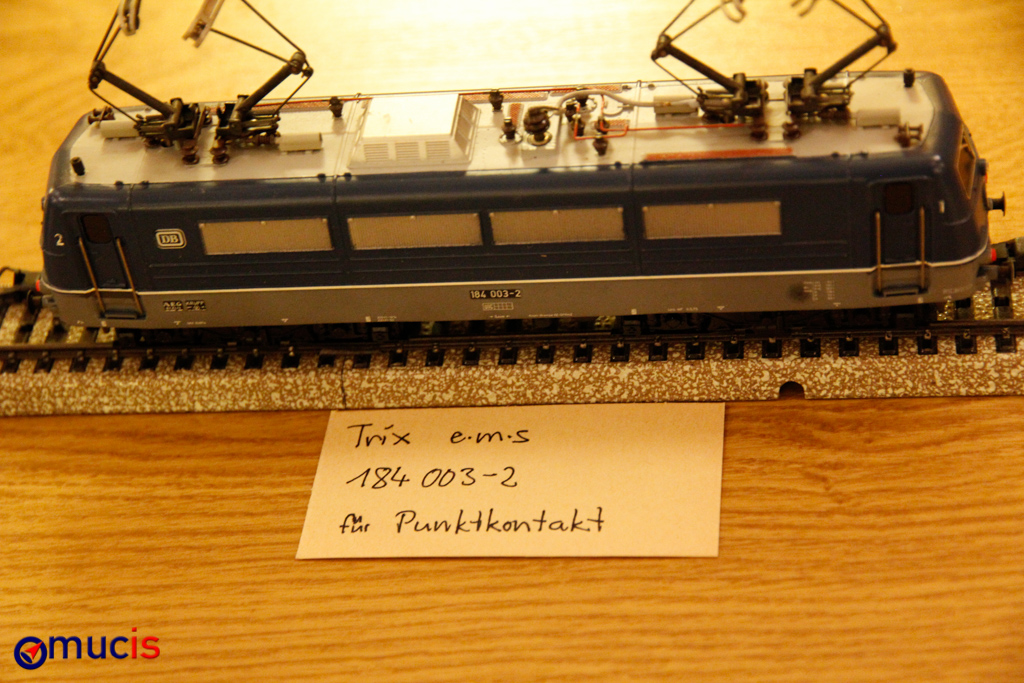 2
DB
184 003-2
Trix e.m.s
184 003-2
für Punktkontakt
mucis